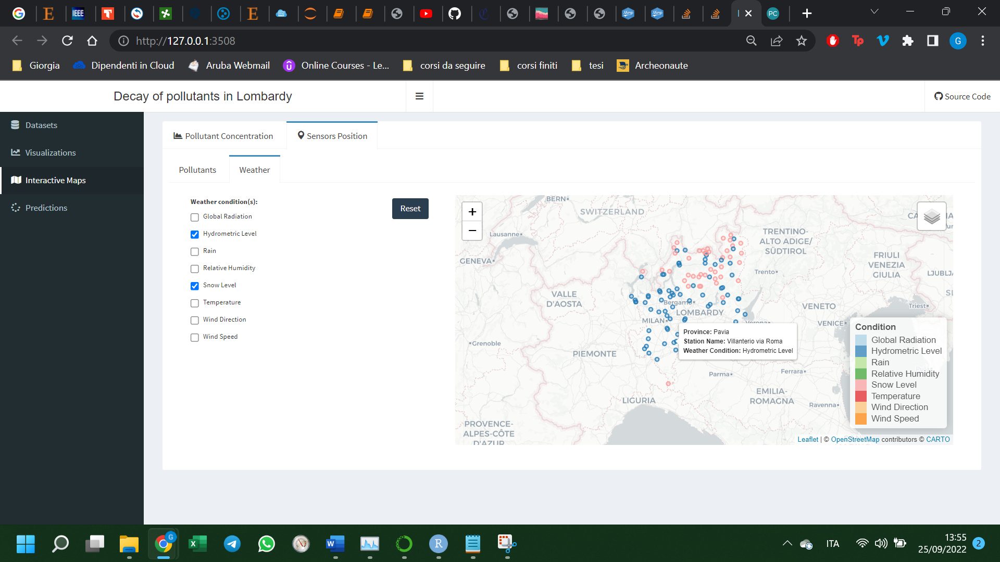 IEEE
PC
http://127.0.0.1:3508
Tp
G
Giorgia
Dipendenti in Cloud
Aruba Webmail
Online Courses - Le...
corsi da seguire
corsi finiti
tesi
Archeonaute
Decay of pollutants in Lombardy
Source Code
Datasets
Visualizations
Interactive Maps
Predictions
Pollutant Concentration
Sensors Position
Pollutants
Weather
Weather condition(s):
Reset
Global Radiation
Hydrometric Level
Rain
Relative Humidity
Snow Level
Temperature
Wind Direction
Wind Speed
+
−
BERN
SWITZERLAND
Lausanne
GENEVA
TRENTINO-
ALTO ADIGE/
SÜDTIROL
FRIULI
VENEZIA
GIULIA
LJUBLJ
Trento
VALLE
D'AOSTA
Bergamo
LOMBARDY
MILAN
VENETO
Triest
VENICE
Verona
Grenoble
PIEMONTE
Parma
Ferrara
EMILIA-
ROMAGNA
Ravenna
LIGURIA
PROVENCE-
ALPES-CÔTE
D'AZUR
Province: Pavia
Station Name: Villanterio via Roma
Weather Condition: Hydrometric Level
Condition
Global Radiation
Hydrometric Level
Rain
Relative Humidity
Snow Level
Temperature
Wind Direction
Wind Speed
Leaflet | © OpenStreetMap contributors © CARTO
ITA
13:55
25/09/2022
2